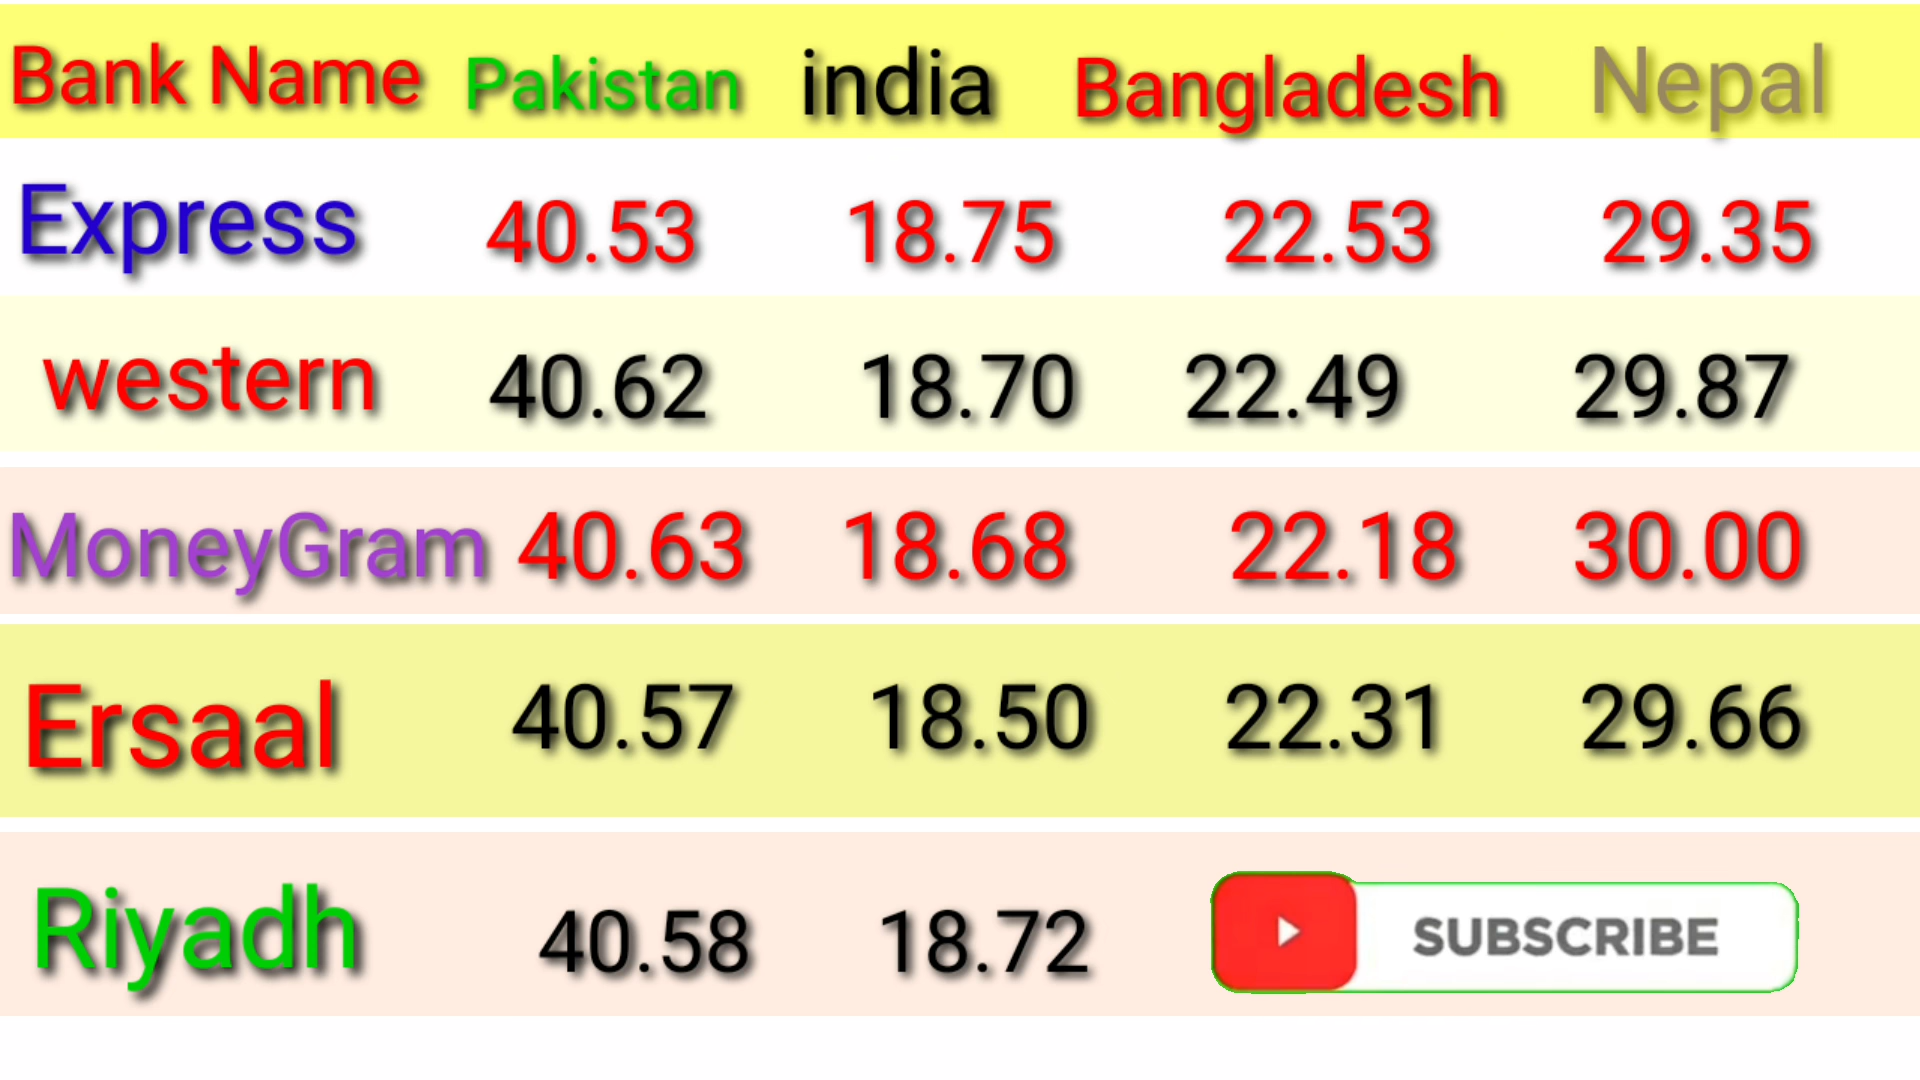 Bank Name Pakistan india Bangladesh Nepal
Express 40.53 18.75 22.53 29.35
western 40.62 18.70 22.49 29.87
MoneyGram 40.63 18.68 22.18 30.00
Ersaal 40.57 18.50 22.31 29.66
Riyadh 40.58 18.72 SUBSCRIBE